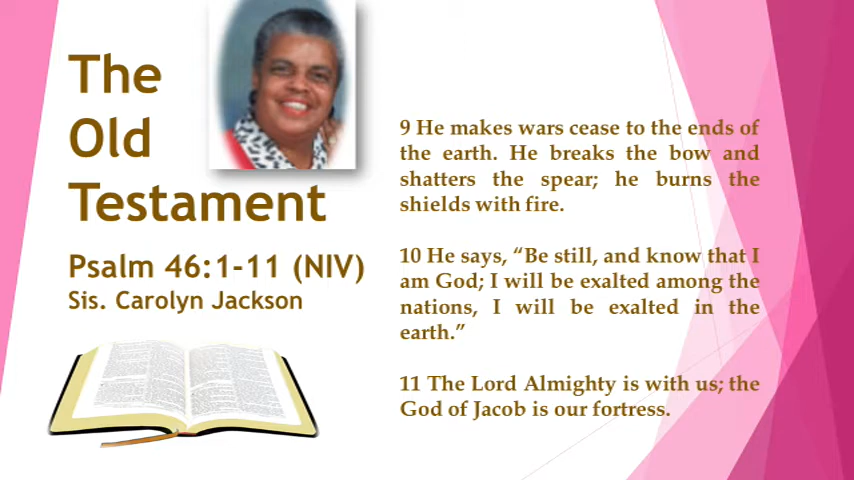 The
Old
Testament
Psalm 46:1-11 (NIV)
Sis. Carolyn Jackson
9 He makes wars cease to the ends of
the earth. He breaks the bow and
shatters the spear; he burns the
shields with fire.
10 He says, “Be still, and know that I
am God; I will be exalted among the
nations, I will be exalted in the
earth.”
11 The Lord Almighty is with us; the
God of Jacob is our fortress.